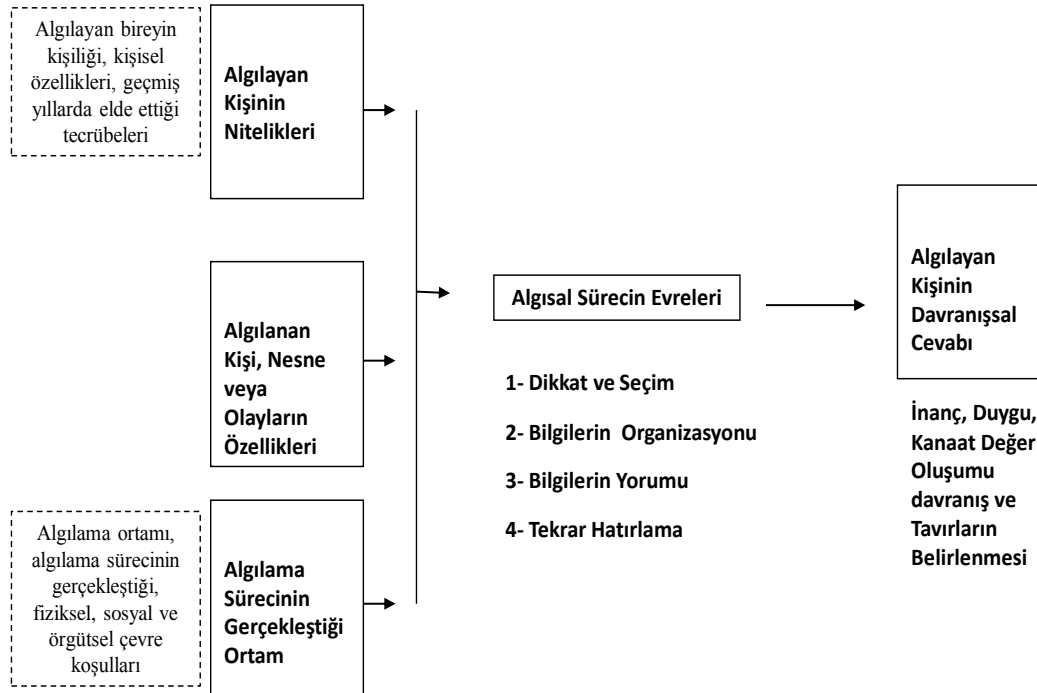 Algılayan bireyin
kişiliği, kişisel
özellikleri, geçmiş
yıllarda elde ettiği
tecrübeleri
Algılayan
Kişinin
Nitelikleri
Algılanan
Kişi, Nesne
veya
Olayların
Özellikleri
Algılama ortamı,
algılama sürecinin
gerçekleştiği,
fiziksel, sosyal ve
örgütsel çevre
koşulları
Algılama
Sürecinin
Gerçekleştiği
Ortam
Algısal Sürecin Evreleri
1- Dikkat ve Seçim
2- Bilgilerin Organizasyonu
3- Bilgilerin Yorumu
4- Tekrar Hatırlama
Algılayan
Kişinin
Davranışsal
Cevabı
İnanç, Duygu,
Kanaat Değer
Oluşumu
davranış ve
Tavırların
Belirlenmesi